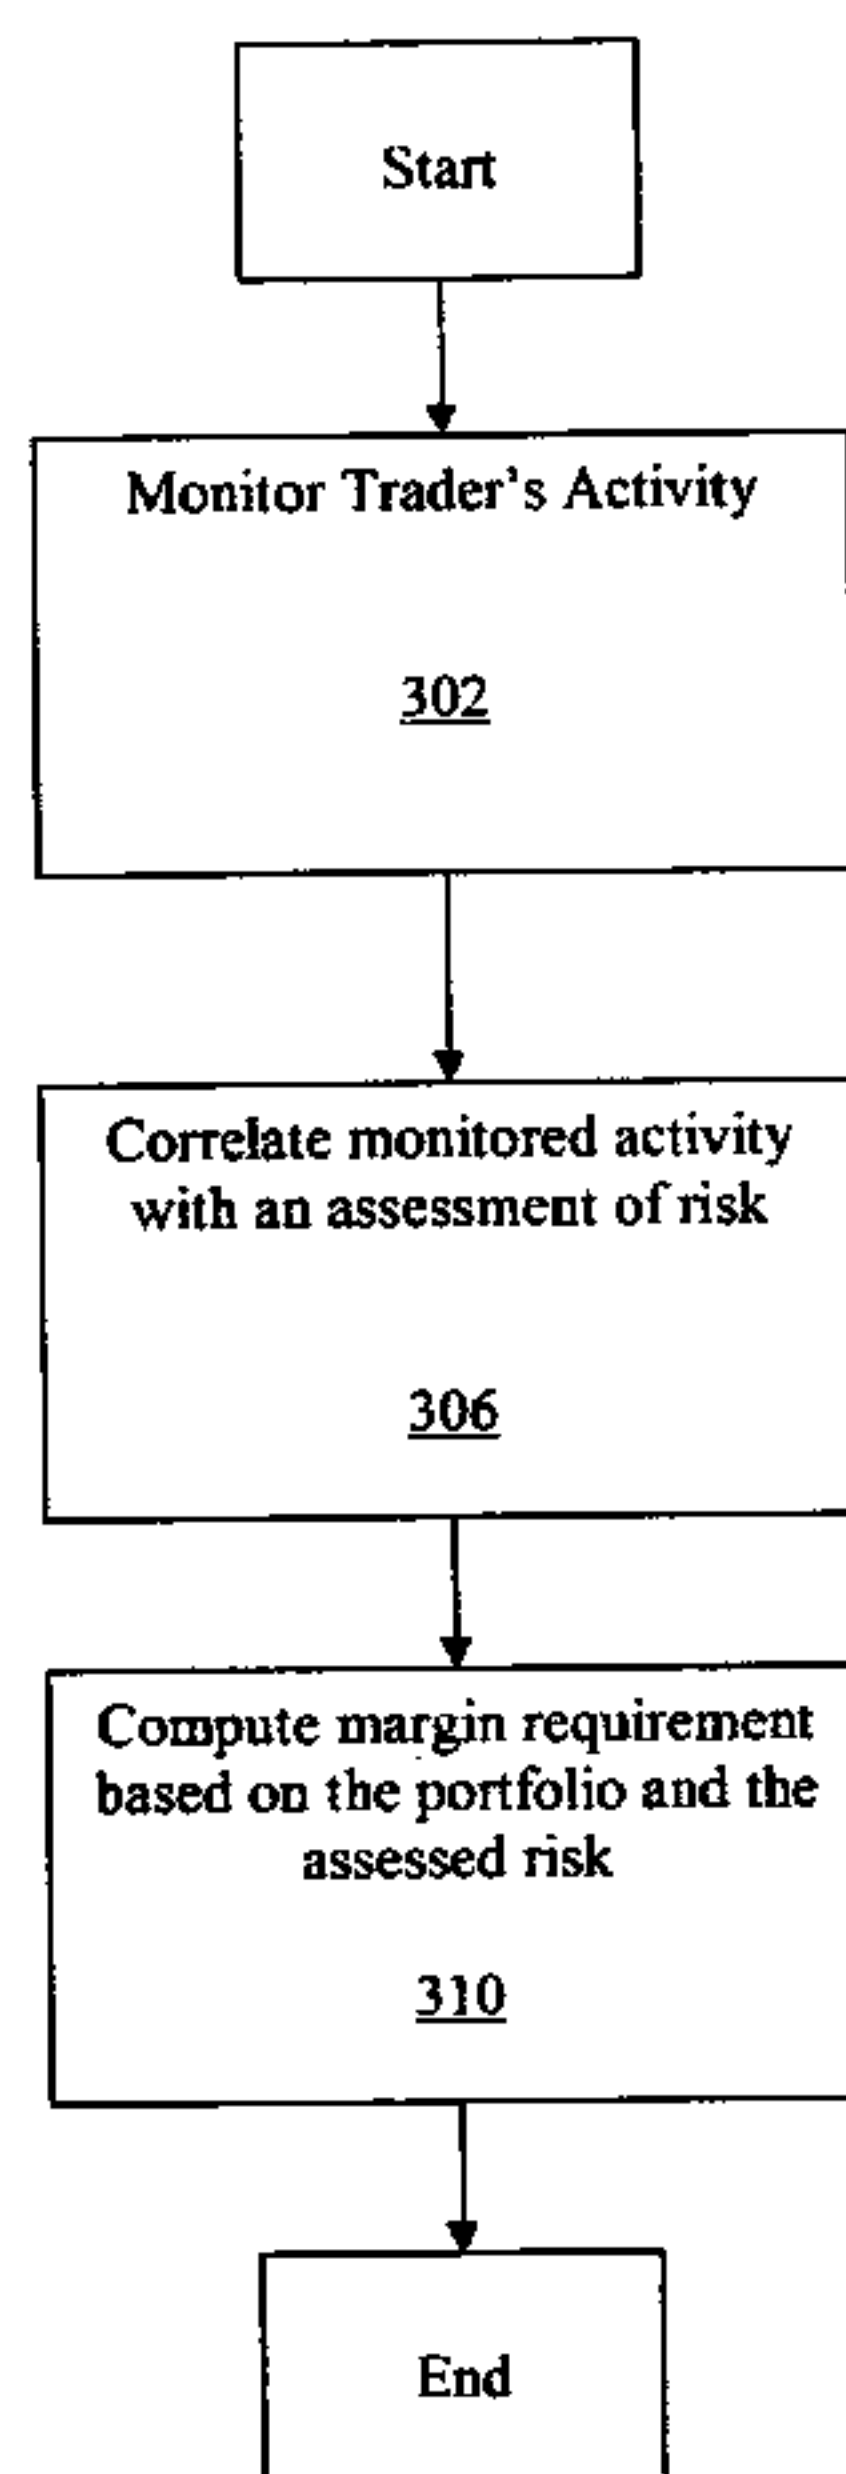 Start
Monitor Trader's Activity
302
Correlate monitored activity
with an assessment of risk
306
Compute margin requirement
based on the portfolio and the
assessed risk
310
End